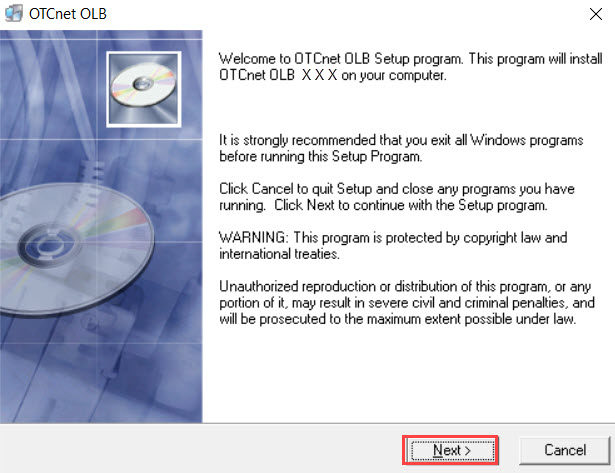 OTCnet OLB
Welcome to OTCnet OLB Setup program. This program will install
OTCnet OLB X X X on your computer.
It is strongly recommended that you exit all Windows programs
before running this Setup Program.
Click Cancel to quit Setup and close any programs you have
running. Click Next to continue with the Setup program.
WARNING: This program is protected by copyright law and
international treaties.
Unauthorized reproduction or distribution of this program, or any
portion of it, may result in severe civil and criminal penalties, and
will be prosecuted to the maximum extent possible under law.
Next > Cancel